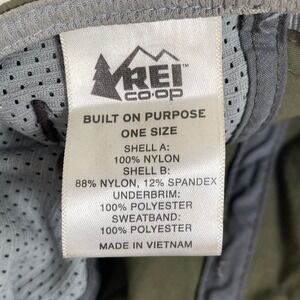 REI™
CO·OP
BUILT ON PURPOSE
ONE SIZE
SHELL A:
100% NYLON
SHELL B:
88% NYLON, 12% SPANDEX
UNDERBRIM:
100% POLYESTER
SWEATBAND:
100% POLYESTER
MADE IN VIETNAM